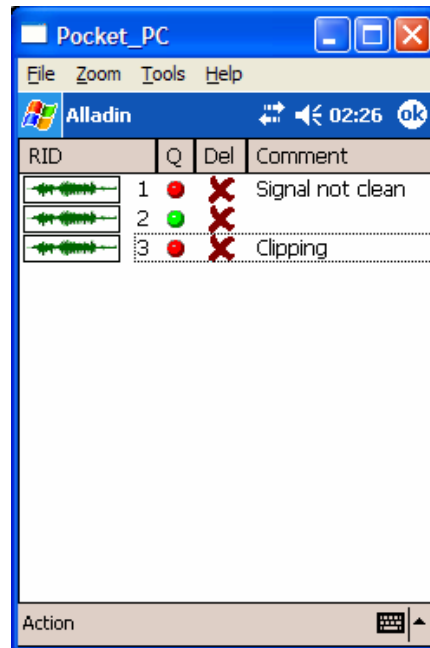 Pocket_PC
File Zoom Tools Help
Alladin 02:26 ok
RID Q Del Comment
1 Signal not clean
2
3 Clipping
Action